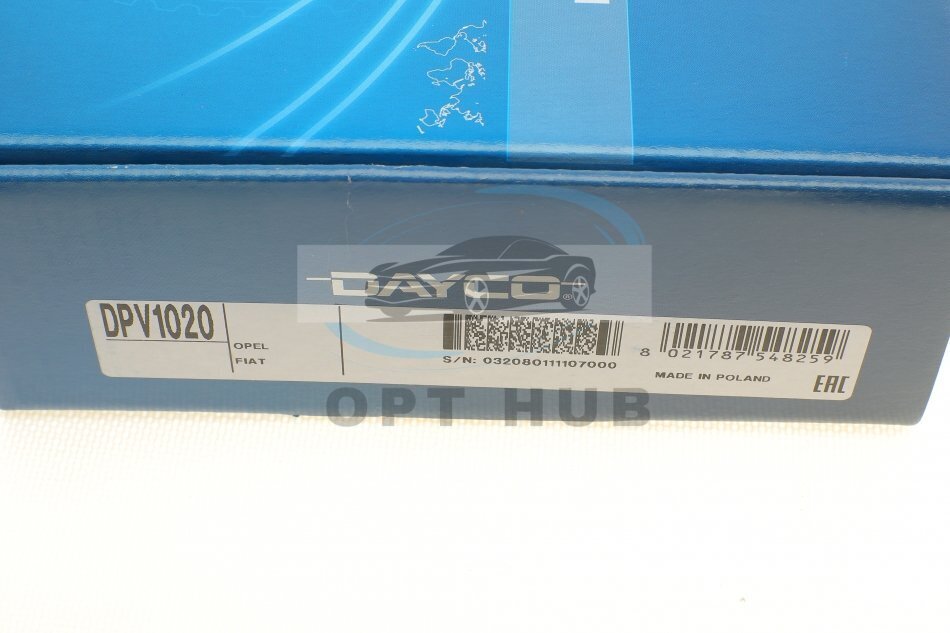 DAYCO®
DPV1020
OPEL
FIAT
S/N: 032080111107000
8 021787 548259
MADE IN POLAND
EAC
OPT HUB